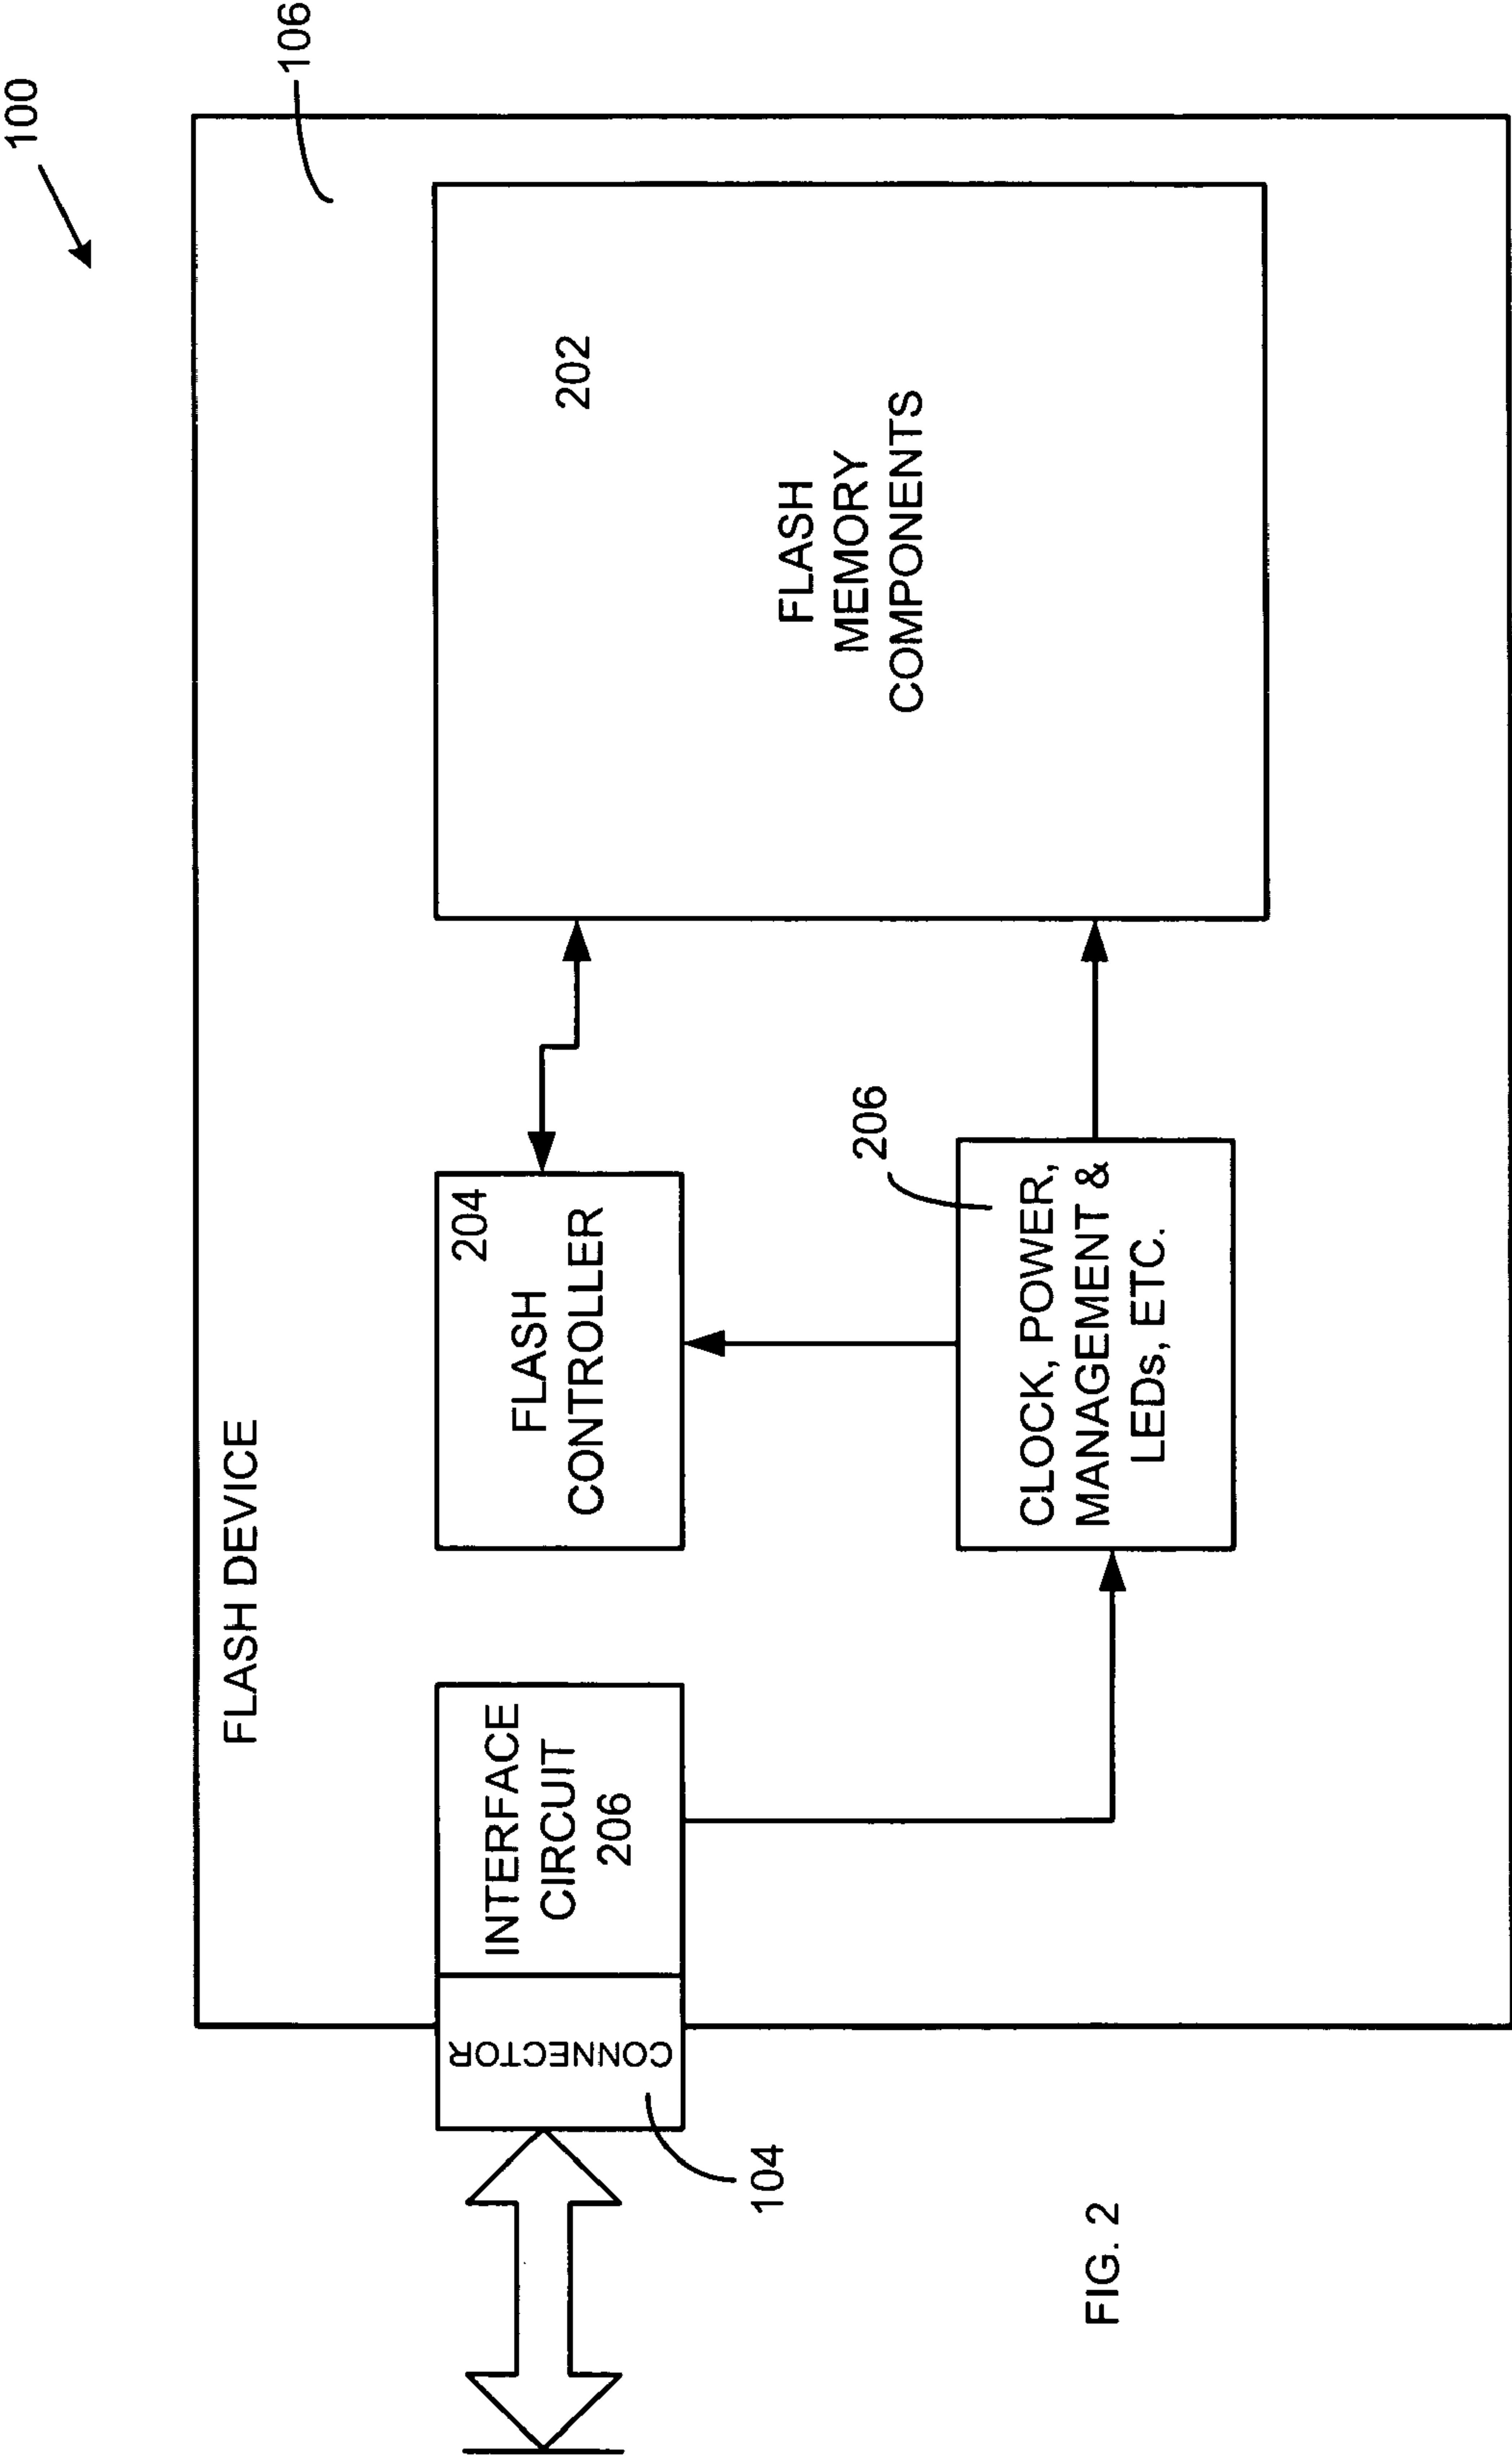 100
106
FLASH DEVICE
202
FLASH
MEMORY
COMPONENTS
204
FLASH
CONTROLLER
206
CLOCK, POWER,
MANAGEMENT &
LEDs, ETC.
INTERFACE
CIRCUIT
206
CONNECTOR
104
FIG. 2